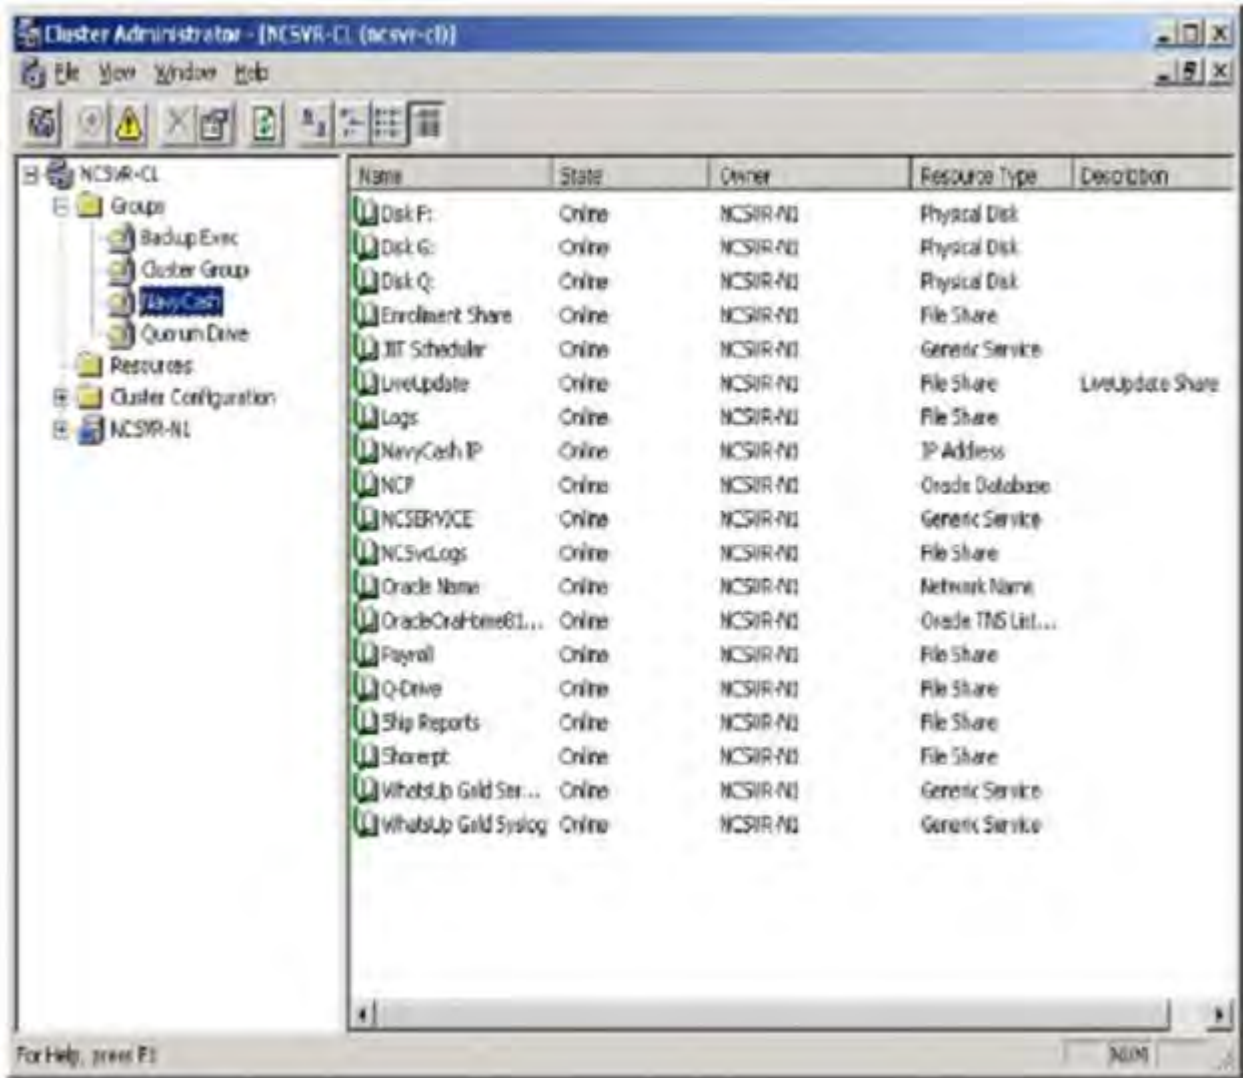 Cluster Administrator - [NCSVR-CL (ncsvr-cl)]
File View Window Help
NCSVR-CL
Groups
Backup Exec
Cluster Group
NavyCash
Quorum Drive
Resources
Cluster Configuration
NCSVR-N1
Name State Owner Resource Type Description
Disk F: Online NCSVR-N1 Physical Disk
Disk G: Online NCSVR-N1 Physical Disk
Disk Q: Online NCSVR-N1 Physical Disk
Enrollment Share Online NCSVR-N1 File Share
Scheduler Online NCSVR-N1 Generic Service
LiveUpdate Online NCSVR-N1 File Share LiveUpdate Share
Logs Online NCSVR-N1 File Share
NavyCash IP Online NCSVR-N1 IP Address
NCP Online NCSVR-N1 Oracle Database
NCSERVICE Online NCSVR-N1 Generic Service
NCSvcLogs Online NCSVR-N1 File Share
Oracle Name Online NCSVR-N1 Network Name
OracleOraHome81... Online NCSVR-N1 Oracle TNS List...
Payroll Online NCSVR-N1 File Share
Q-Drive Online NCSVR-N1 File Share
Ship Reports Online NCSVR-N1 File Share
Shorerpt Online NCSVR-N1 File Share
WhatsUp Gold Ser... Online NCSVR-N1 Generic Service
WhatsUp Gold Syslog Online NCSVR-N1 Generic Service
For Help, press F1
NUM